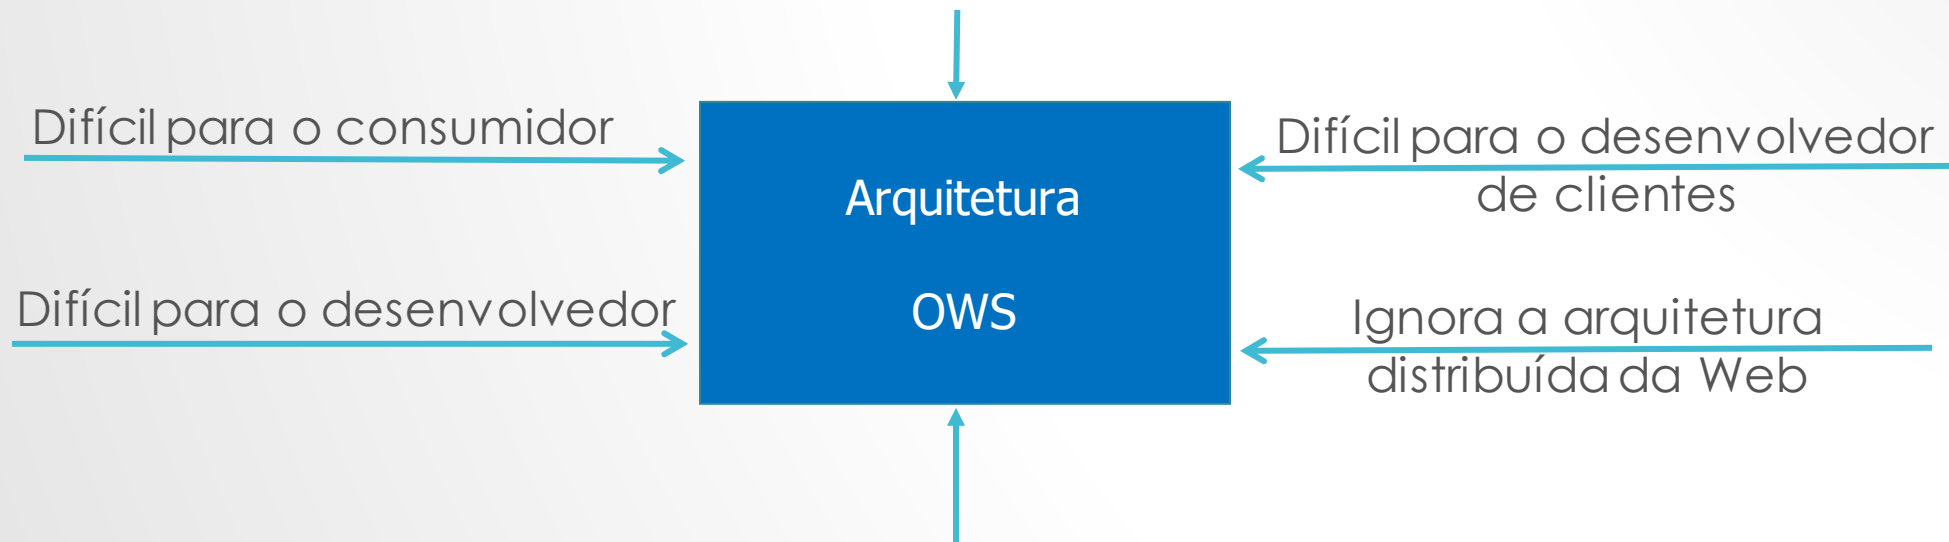 Difícil para o consumidor
Difícil para o desenvolvedor
Arquitetura
OWS
Difícil para o desenvolvedor
de clientes
Ignora a arquitetura
distribuída da Web